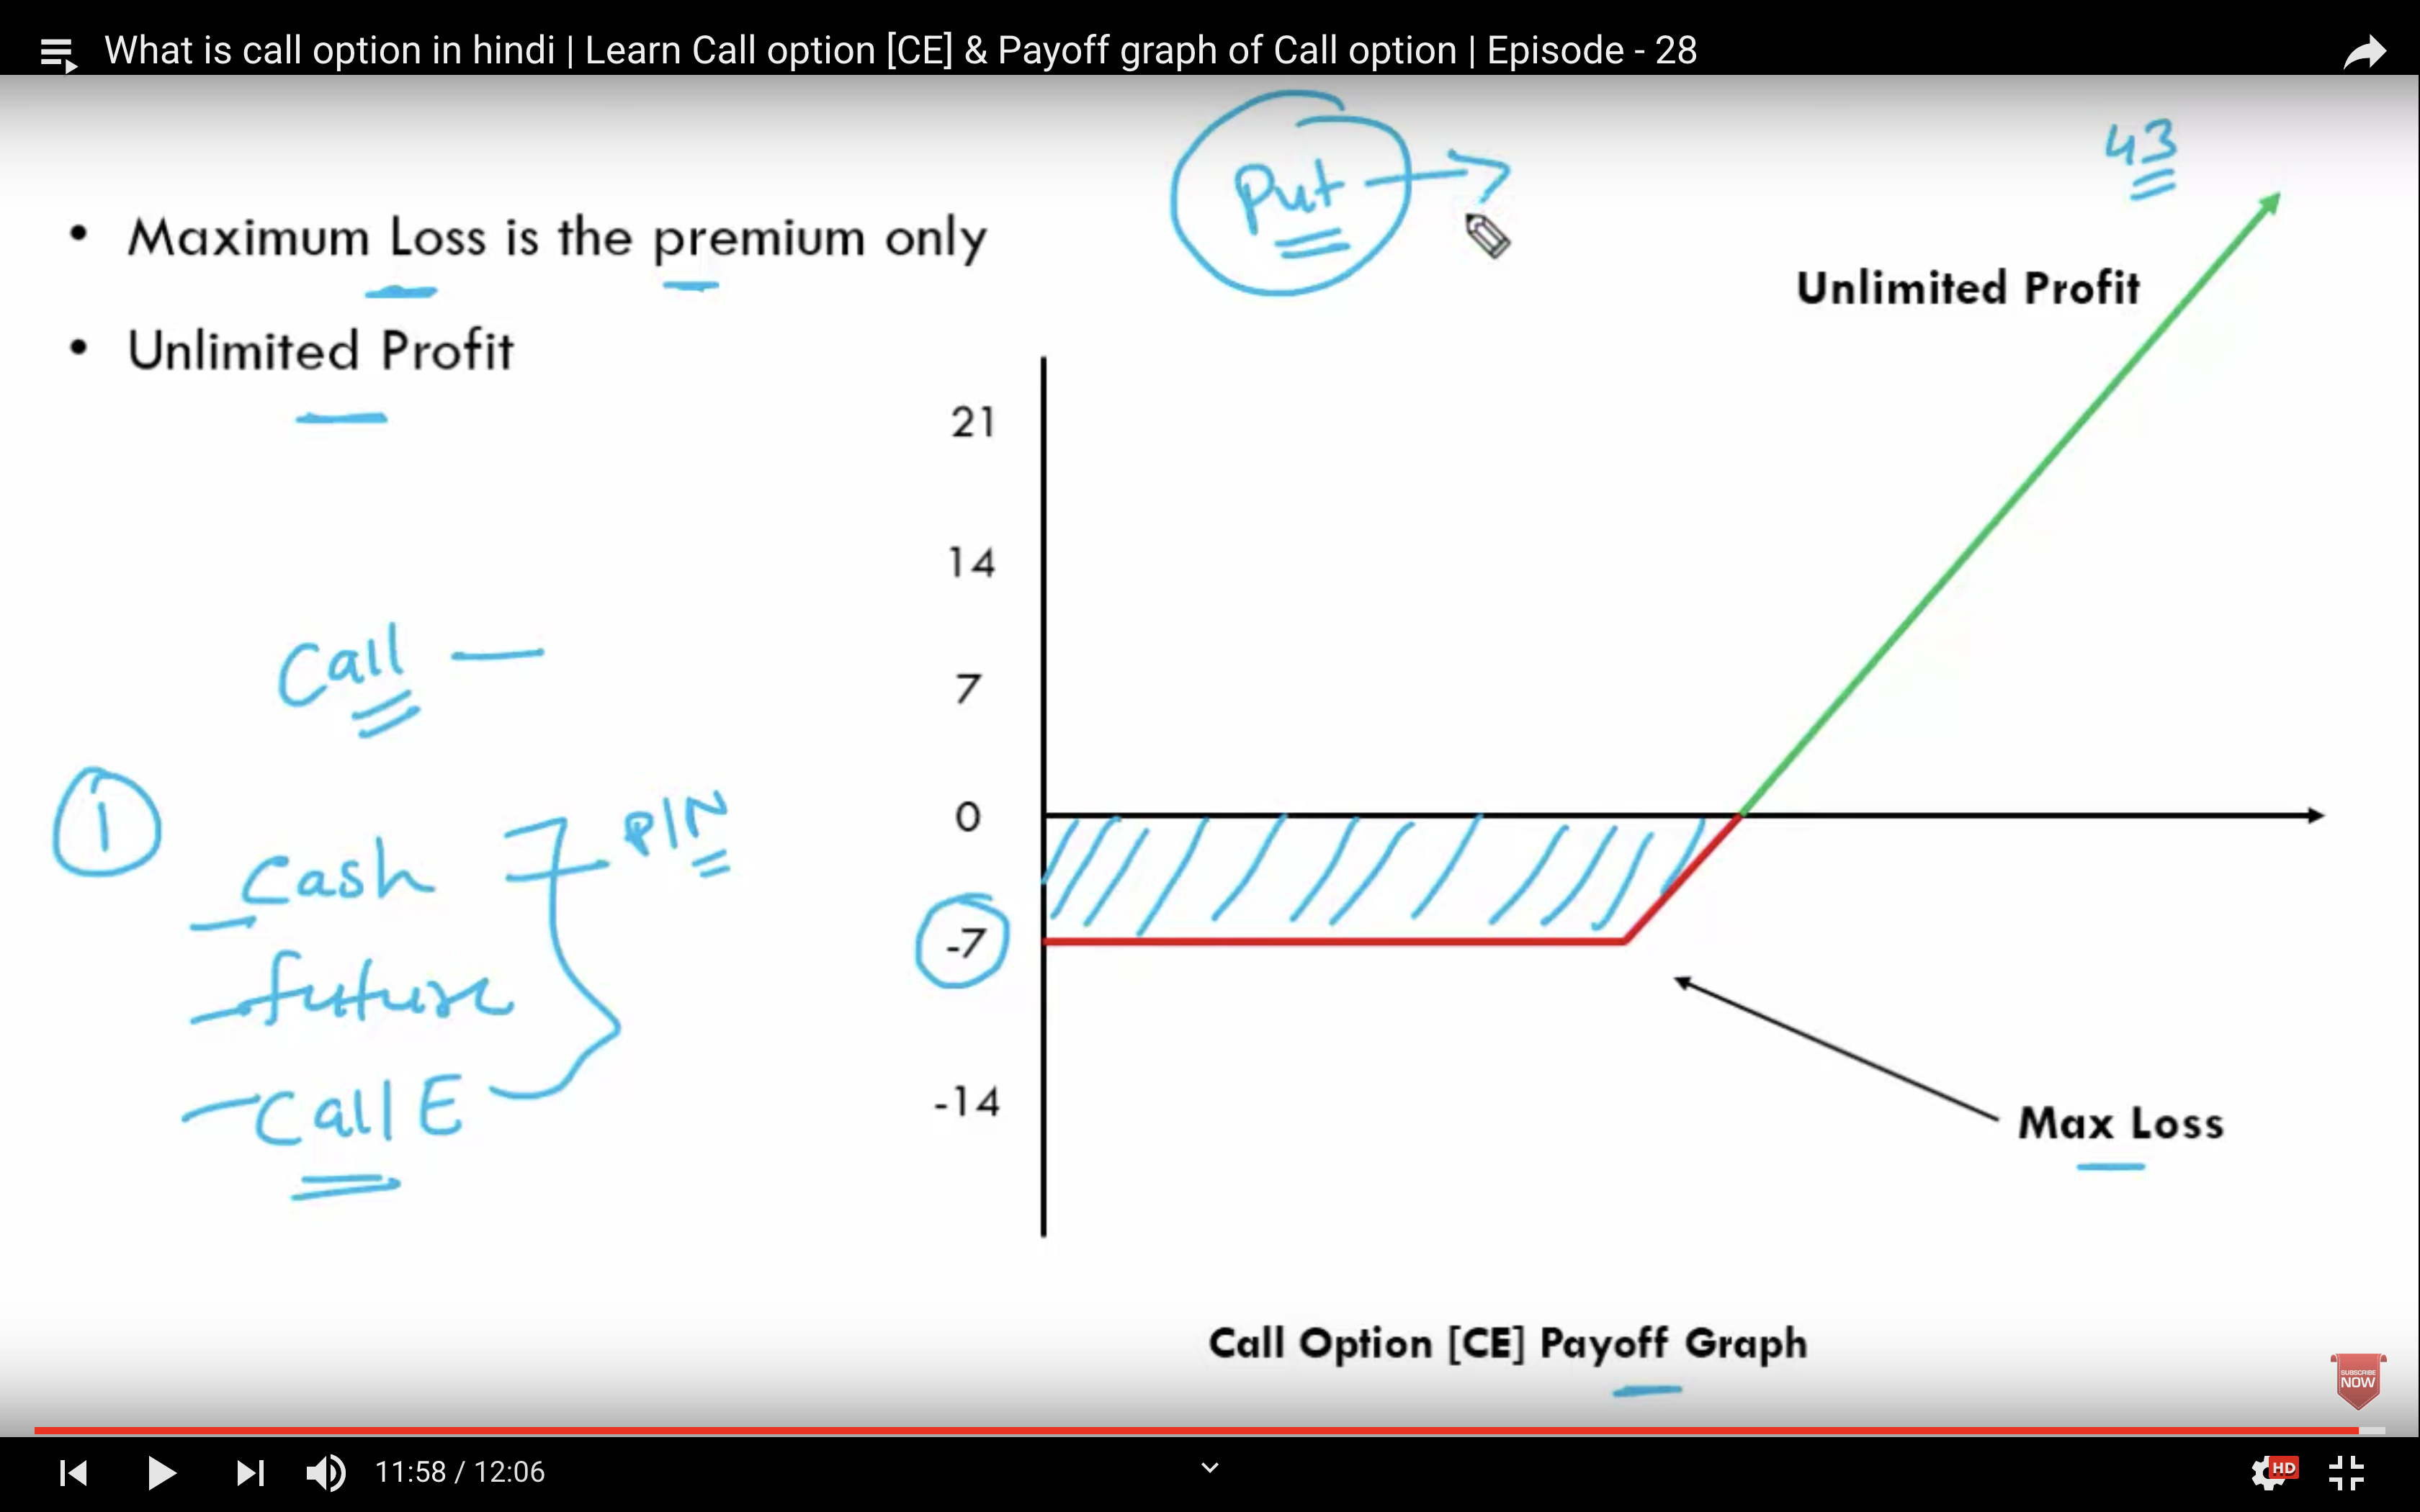 What is call option in hindi | Learn Call option [CE] & Payoff graph of Call option | Episode - 28
Put
43
• Maximum Loss is the premium only
• Unlimited Profit
Unlimited Profit
21
14
7
0
-7
-14
Call —
1
Cash
future
Call E
Max Loss
Call Option [CE] Payoff Graph
SUBSCRIBE
NOW
11:58 / 12:06
HD